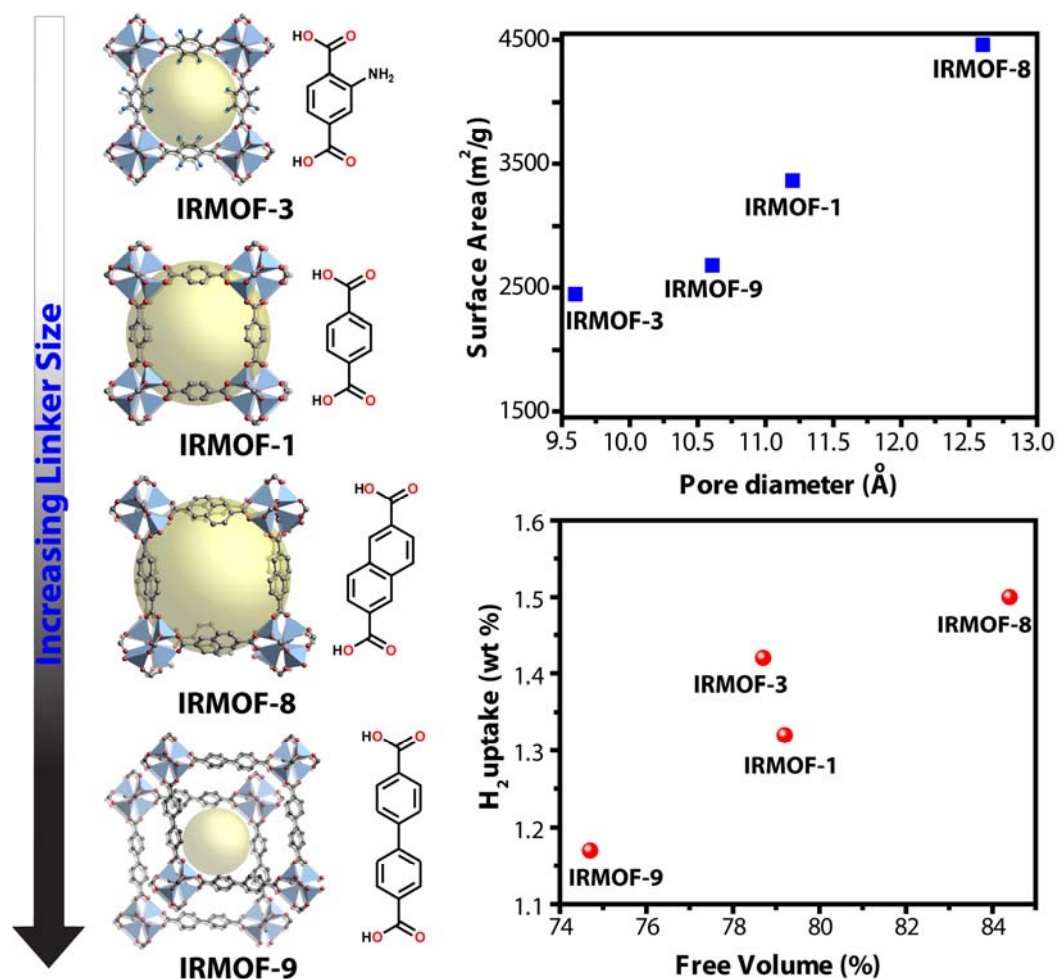 Increasing Linker Size
HO
O
NH2
HO
O
IRMOF-3
HO
O
HO
O
IRMOF-1
HO
O
HO
O
IRMOF-8
HO
O
HO
O
IRMOF-9
Surface Area (m²/g)
4500
3500
2500
1500
IRMOF-8
IRMOF-1
IRMOF-9
IRMOF-3
9.5 10.0 10.5 11.0 11.5 12.0 12.5 13.0
Pore diameter (Å)
H2 uptake (wt %)
1.6
1.5
1.4
1.3
1.2
1.1
IRMOF-8
IRMOF-3
IRMOF-1
IRMOF-9
74 76 78 80 82 84
Free Volume (%)